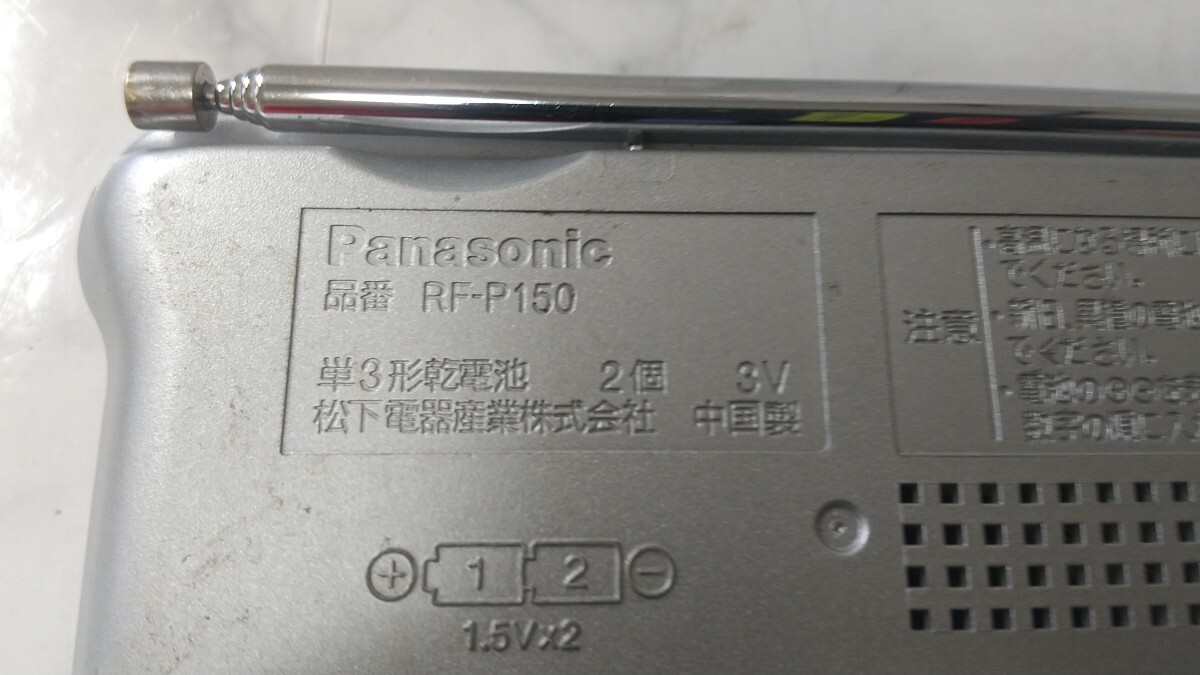 Panasonic
品番 RF-P150
単3形乾電池 2個 3V
松下電器産業株式会社 中国製
注意
でください。
でください。
1 2
1.5V×2